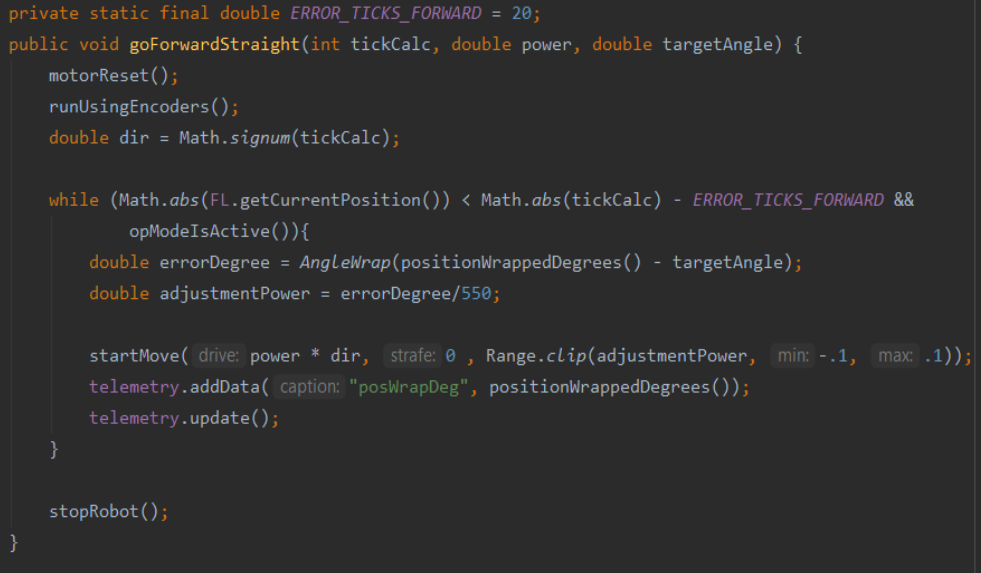 private static final double ERROR_TICKS_FORWARD = 20;
public void goForwardStraight(int tickCalc, double power, double targetAngle) {
motorReset();
runUsingEncoders();
double dir = Math.signum(tickCalc);
while (Math.abs(FL.getCurrentPosition()) < Math.abs(tickCalc) - ERROR_TICKS_FORWARD &&
opModeIsActive()){
double errorDegree = AngleWrap(positionWrappedDegrees() - targetAngle);
double adjustmentPower = errorDegree/550;
startMove( drive: power * dir, strafe: 0 , Range.clip(adjustmentPower, min: -.1, max: .1));
telemetry.addData( caption: "posWrapDeg", positionWrappedDegrees());
telemetry.update();
}
stopRobot();
}